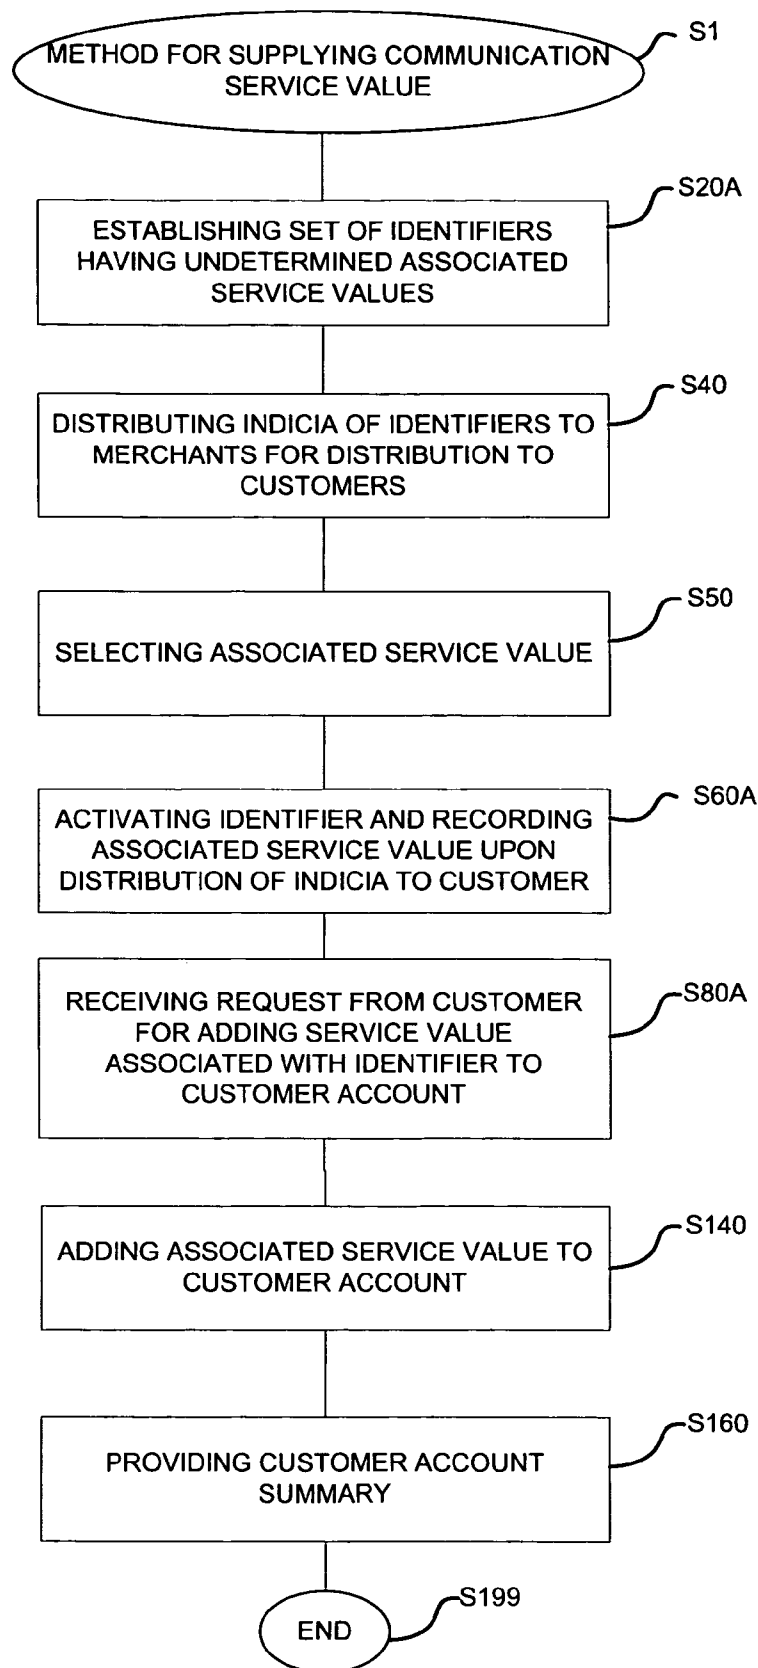 METHOD FOR SUPPLYING COMMUNICATION
SERVICE VALUE
S1
S20A
ESTABLISHING SET OF IDENTIFIERS
HAVING UNDETERMINED ASSOCIATED
SERVICE VALUES
S40
DISTRIBUTING INDICIA OF IDENTIFIERS TO
MERCHANTS FOR DISTRIBUTION TO
CUSTOMERS
S50
SELECTING ASSOCIATED SERVICE VALUE
S60A
ACTIVATING IDENTIFIER AND RECORDING
ASSOCIATED SERVICE VALUE UPON
DISTRIBUTION OF INDICIA TO CUSTOMER
S80A
RECEIVING REQUEST FROM CUSTOMER
FOR ADDING SERVICE VALUE
ASSOCIATED WITH IDENTIFIER TO
CUSTOMER ACCOUNT
S140
ADDING ASSOCIATED SERVICE VALUE TO
CUSTOMER ACCOUNT
S160
PROVIDING CUSTOMER ACCOUNT
SUMMARY
S199
END